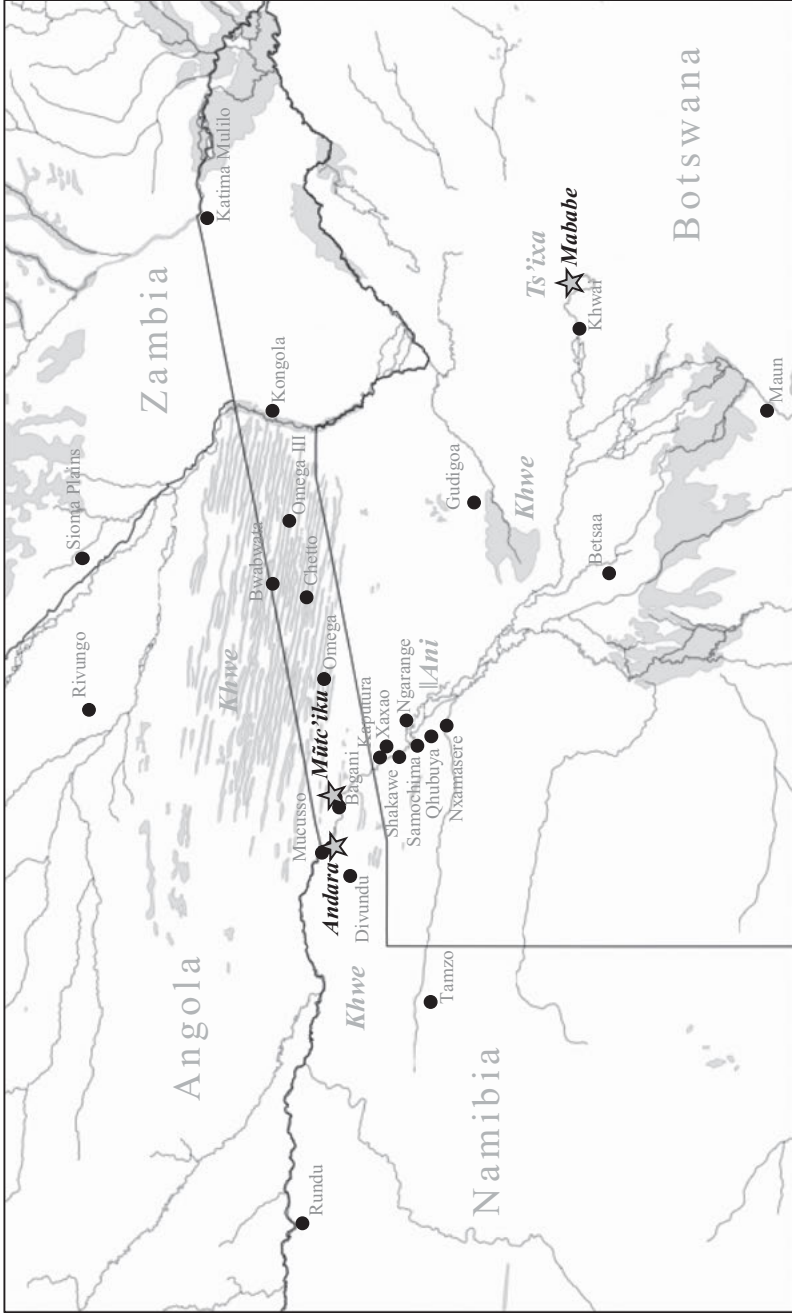 Angola
Zambia
Namibia
Botswana
Rivungo
Sioma Plains
Katima Mulilo
Khwe
Bwabwata
Kongola
Omega III
Chetto
Omega
Mũtc’iku
Mucusso
Bagani
Andara
Divundu
Rundu
Khwe
Kaputura
Xaxao
Ngarange
Shakawe
Samochima
Qhubuya
Nxamasere
ǁAni
Tamzo
Gudigoa
Khwe
Betsaa
Ts’ixa
Mababe
Khwai
Maun